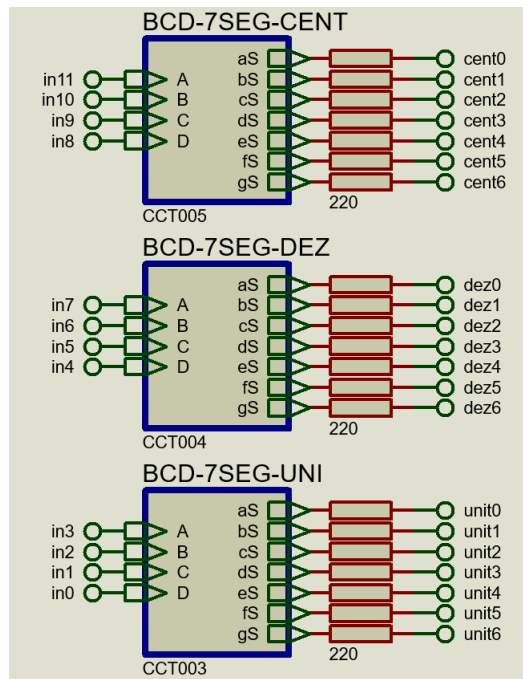 BCD-7SEG-CENT
aS cent0
in11 A bS cent1
in10 B cS cent2
in9 C dS cent3
in8 D eS cent4
fS cent5
gS cent6
220
CCT005
BCD-7SEG-DEZ
aS dez0
in7 A bS dez1
in6 B cS dez2
in5 C dS dez3
in4 D eS dez4
fS dez5
gS dez6
220
CCT004
BCD-7SEG-UNI
aS unit0
in3 A bS unit1
in2 B cS unit2
in1 C dS unit3
in0 D eS unit4
fS unit5
gS unit6
220
CCT003